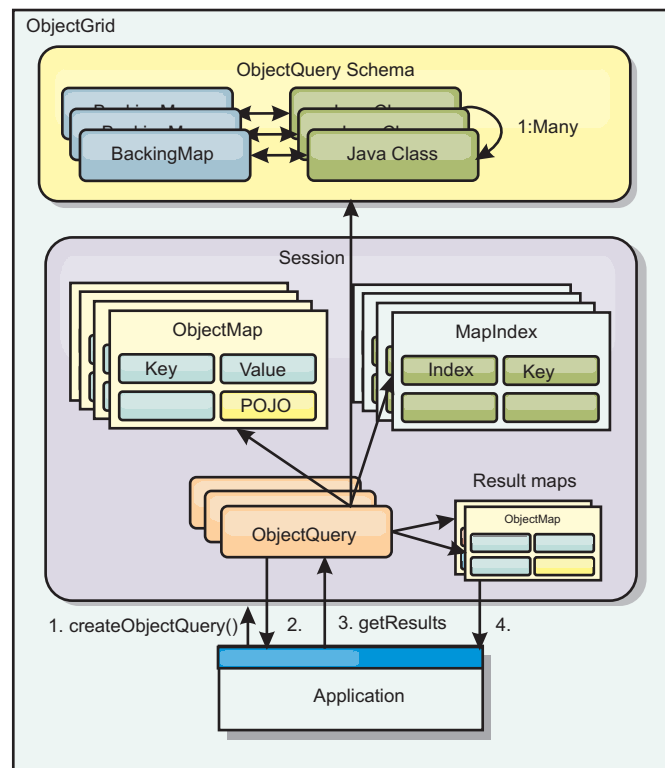 ObjectGrid
ObjectQuery Schema
BackingMap
Java Class
1:Many
Session
ObjectMap
Key
Value
POJO
MapIndex
Index
Key
Result maps
ObjectMap
ObjectQuery
1. createObjectQuery()
2.
3. getResults
4.
Application